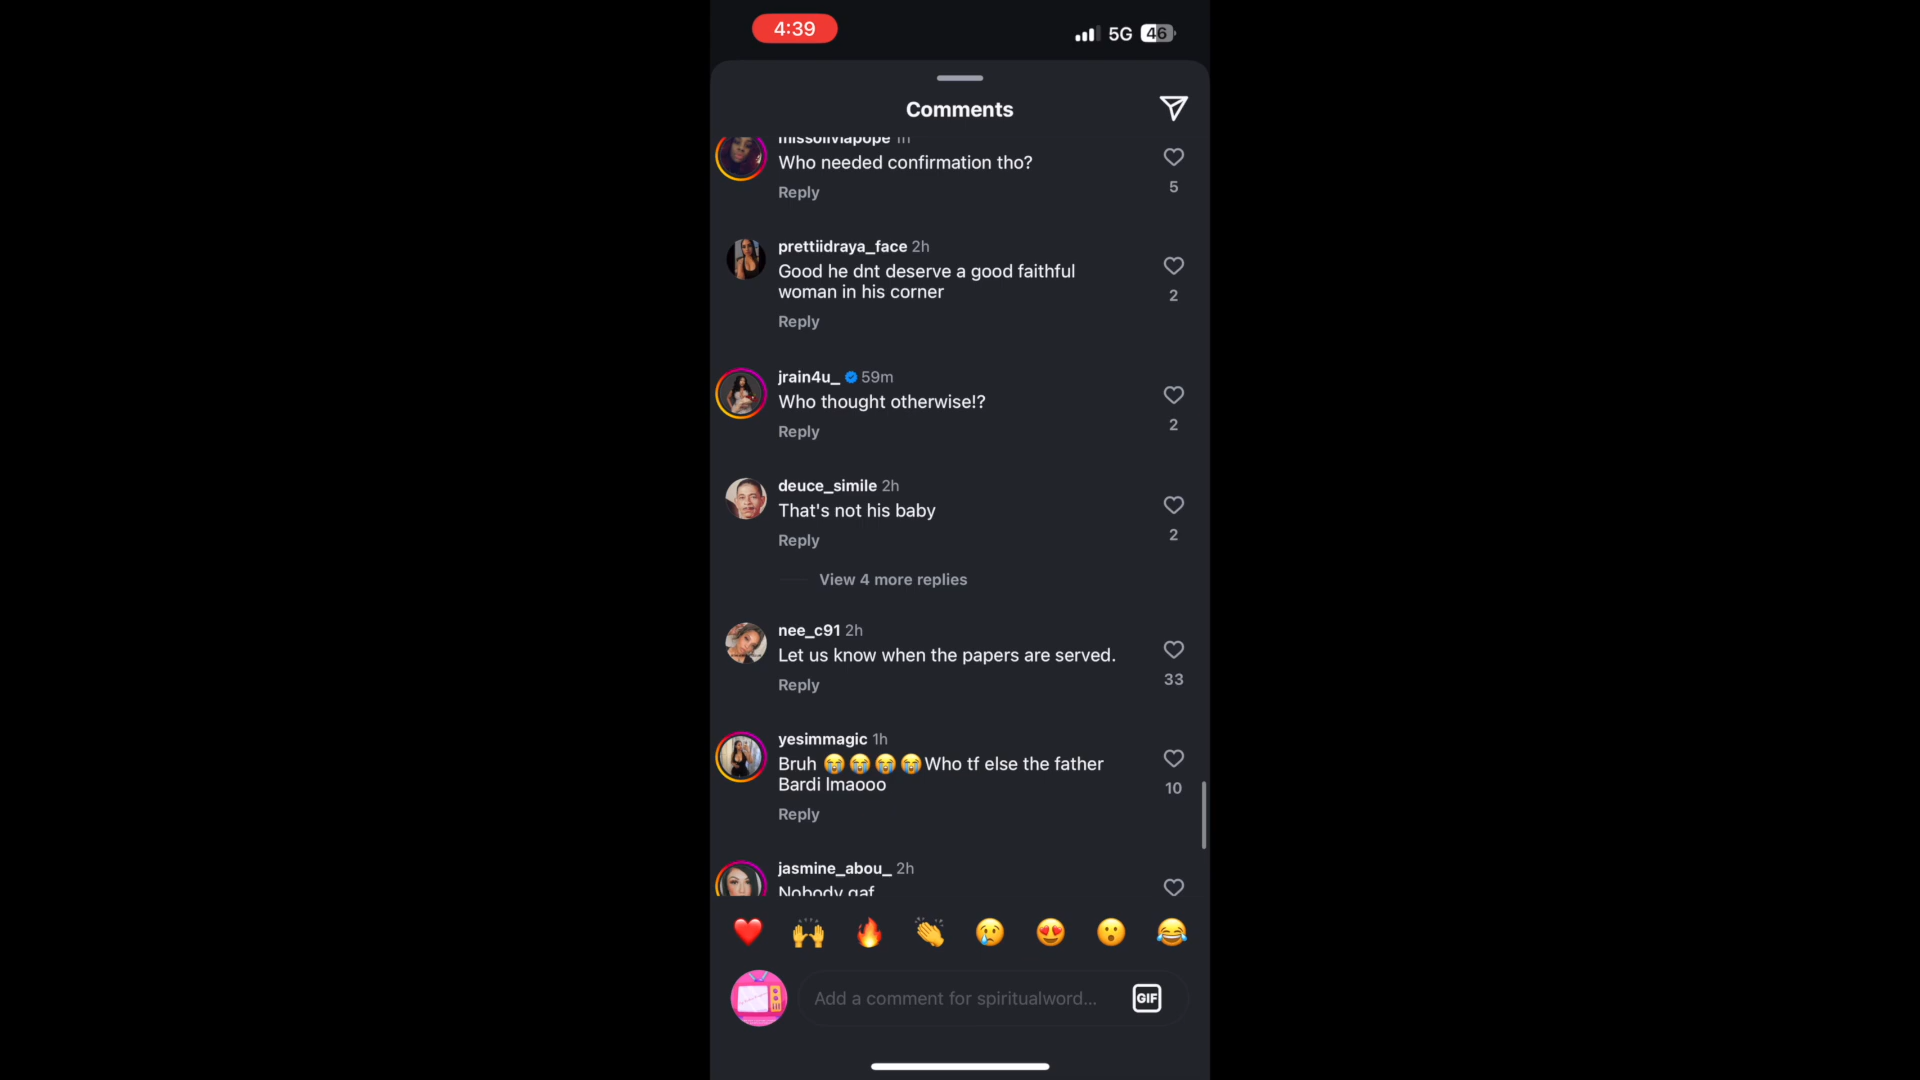 4:39
5G 46
Comments
missoliviapope 1h
Who needed confirmation tho?
5
Reply
prettiidraya_face 2h
Good he dnt deserve a good faithful
woman in his corner
2
Reply
jrain4u_ 59m
Who thought otherwise!?
2
Reply
deuce_simile 2h
That's not his baby
2
Reply
View 4 more replies
nee_c91 2h
Let us know when the papers are served.
33
Reply
yesimmagic 1h
Bruh 😭😭😭😭Who tf else the father
Bardi lmaooo
10
Reply
jasmine_abou_ 2h
Nobody gaf
Add a comment for spiritualword...
GIF